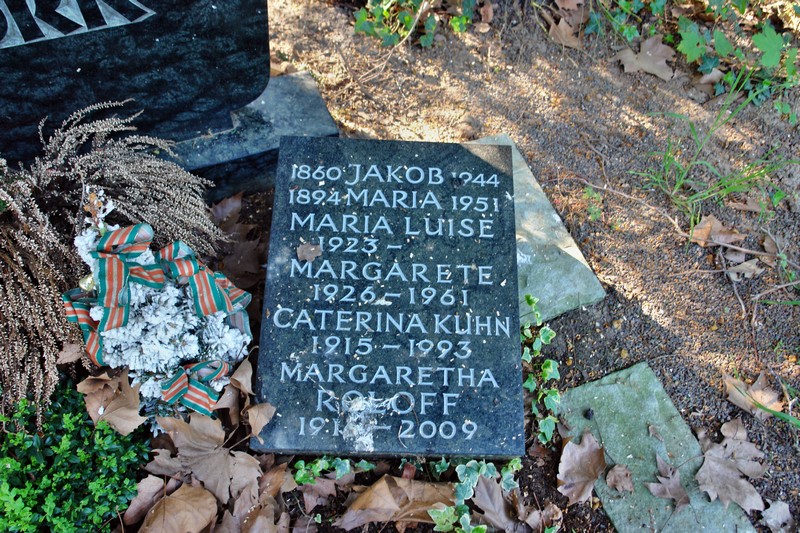 1860 JAKOB 1944
1894 MARIA 1951
MARIA LUISE
1923 –
MARGARETE
1926 – 1961
CATERINA KUHN
1915 – 1993
MARGARETHA
ROLOFF
– 2009